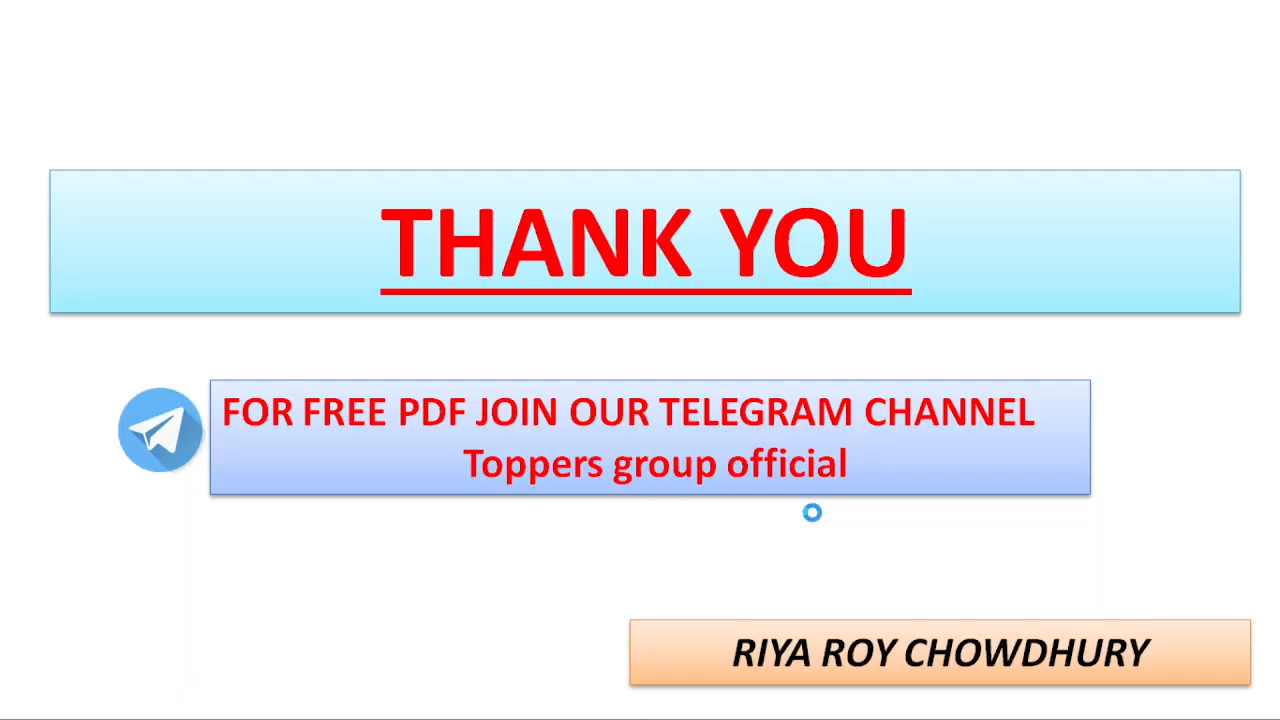 THANK YOU
FOR FREE PDF JOIN OUR TELEGRAM CHANNEL
Toppers group official
RIYA ROY CHOWDHURY